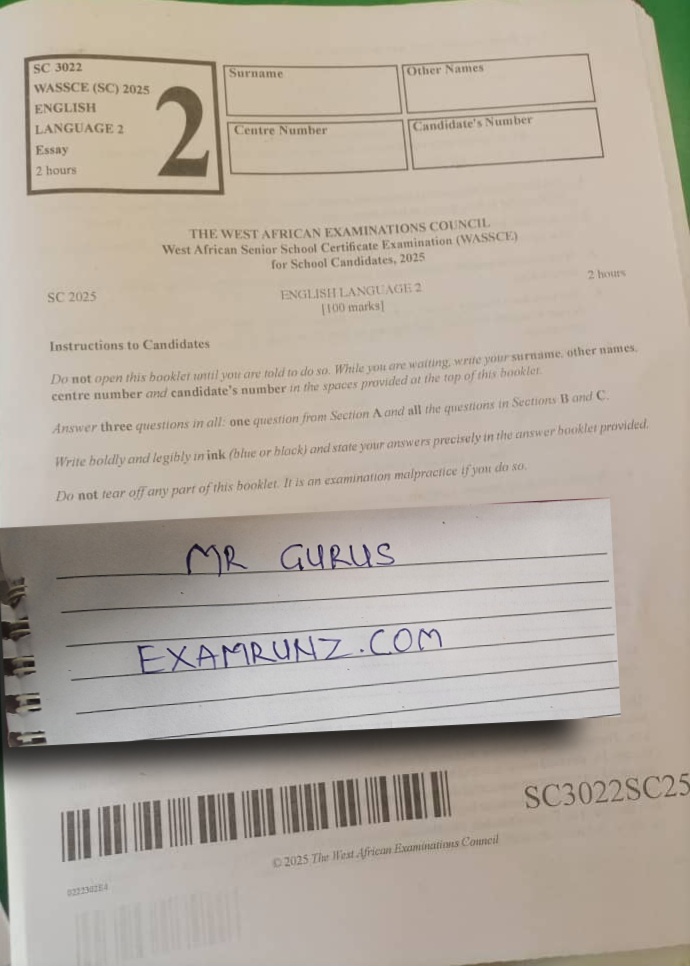 SC 3022
WASSCE (SC) 2025
ENGLISH
LANGUAGE 2
Essay
2 hours
2
Surname
Other Names
Centre Number
Candidate's Number
THE WEST AFRICAN EXAMINATIONS COUNCIL
West African Senior School Certificate Examination (WASSCE)
for School Candidates, 2025
SC 2025
ENGLISH LANGUAGE 2
2 hours
[100 marks]
Instructions to Candidates
Do not open this booklet until you are told to do so. While you are waiting, write your surname, other names,
centre number and candidate's number in the spaces provided at the top of this booklet.
Answer three questions in all: one question from Section A and all the questions in Sections B and C.
Write boldly and legibly in ink (blue or black) and state your answers precisely in the answer booklet provided.
Do not tear off any part of this booklet. It is an examination malpractice if you do so.
MR GURUS
EXAMRUNZ.COM
SC3022SC25
© 2025 The West African Examinations Council